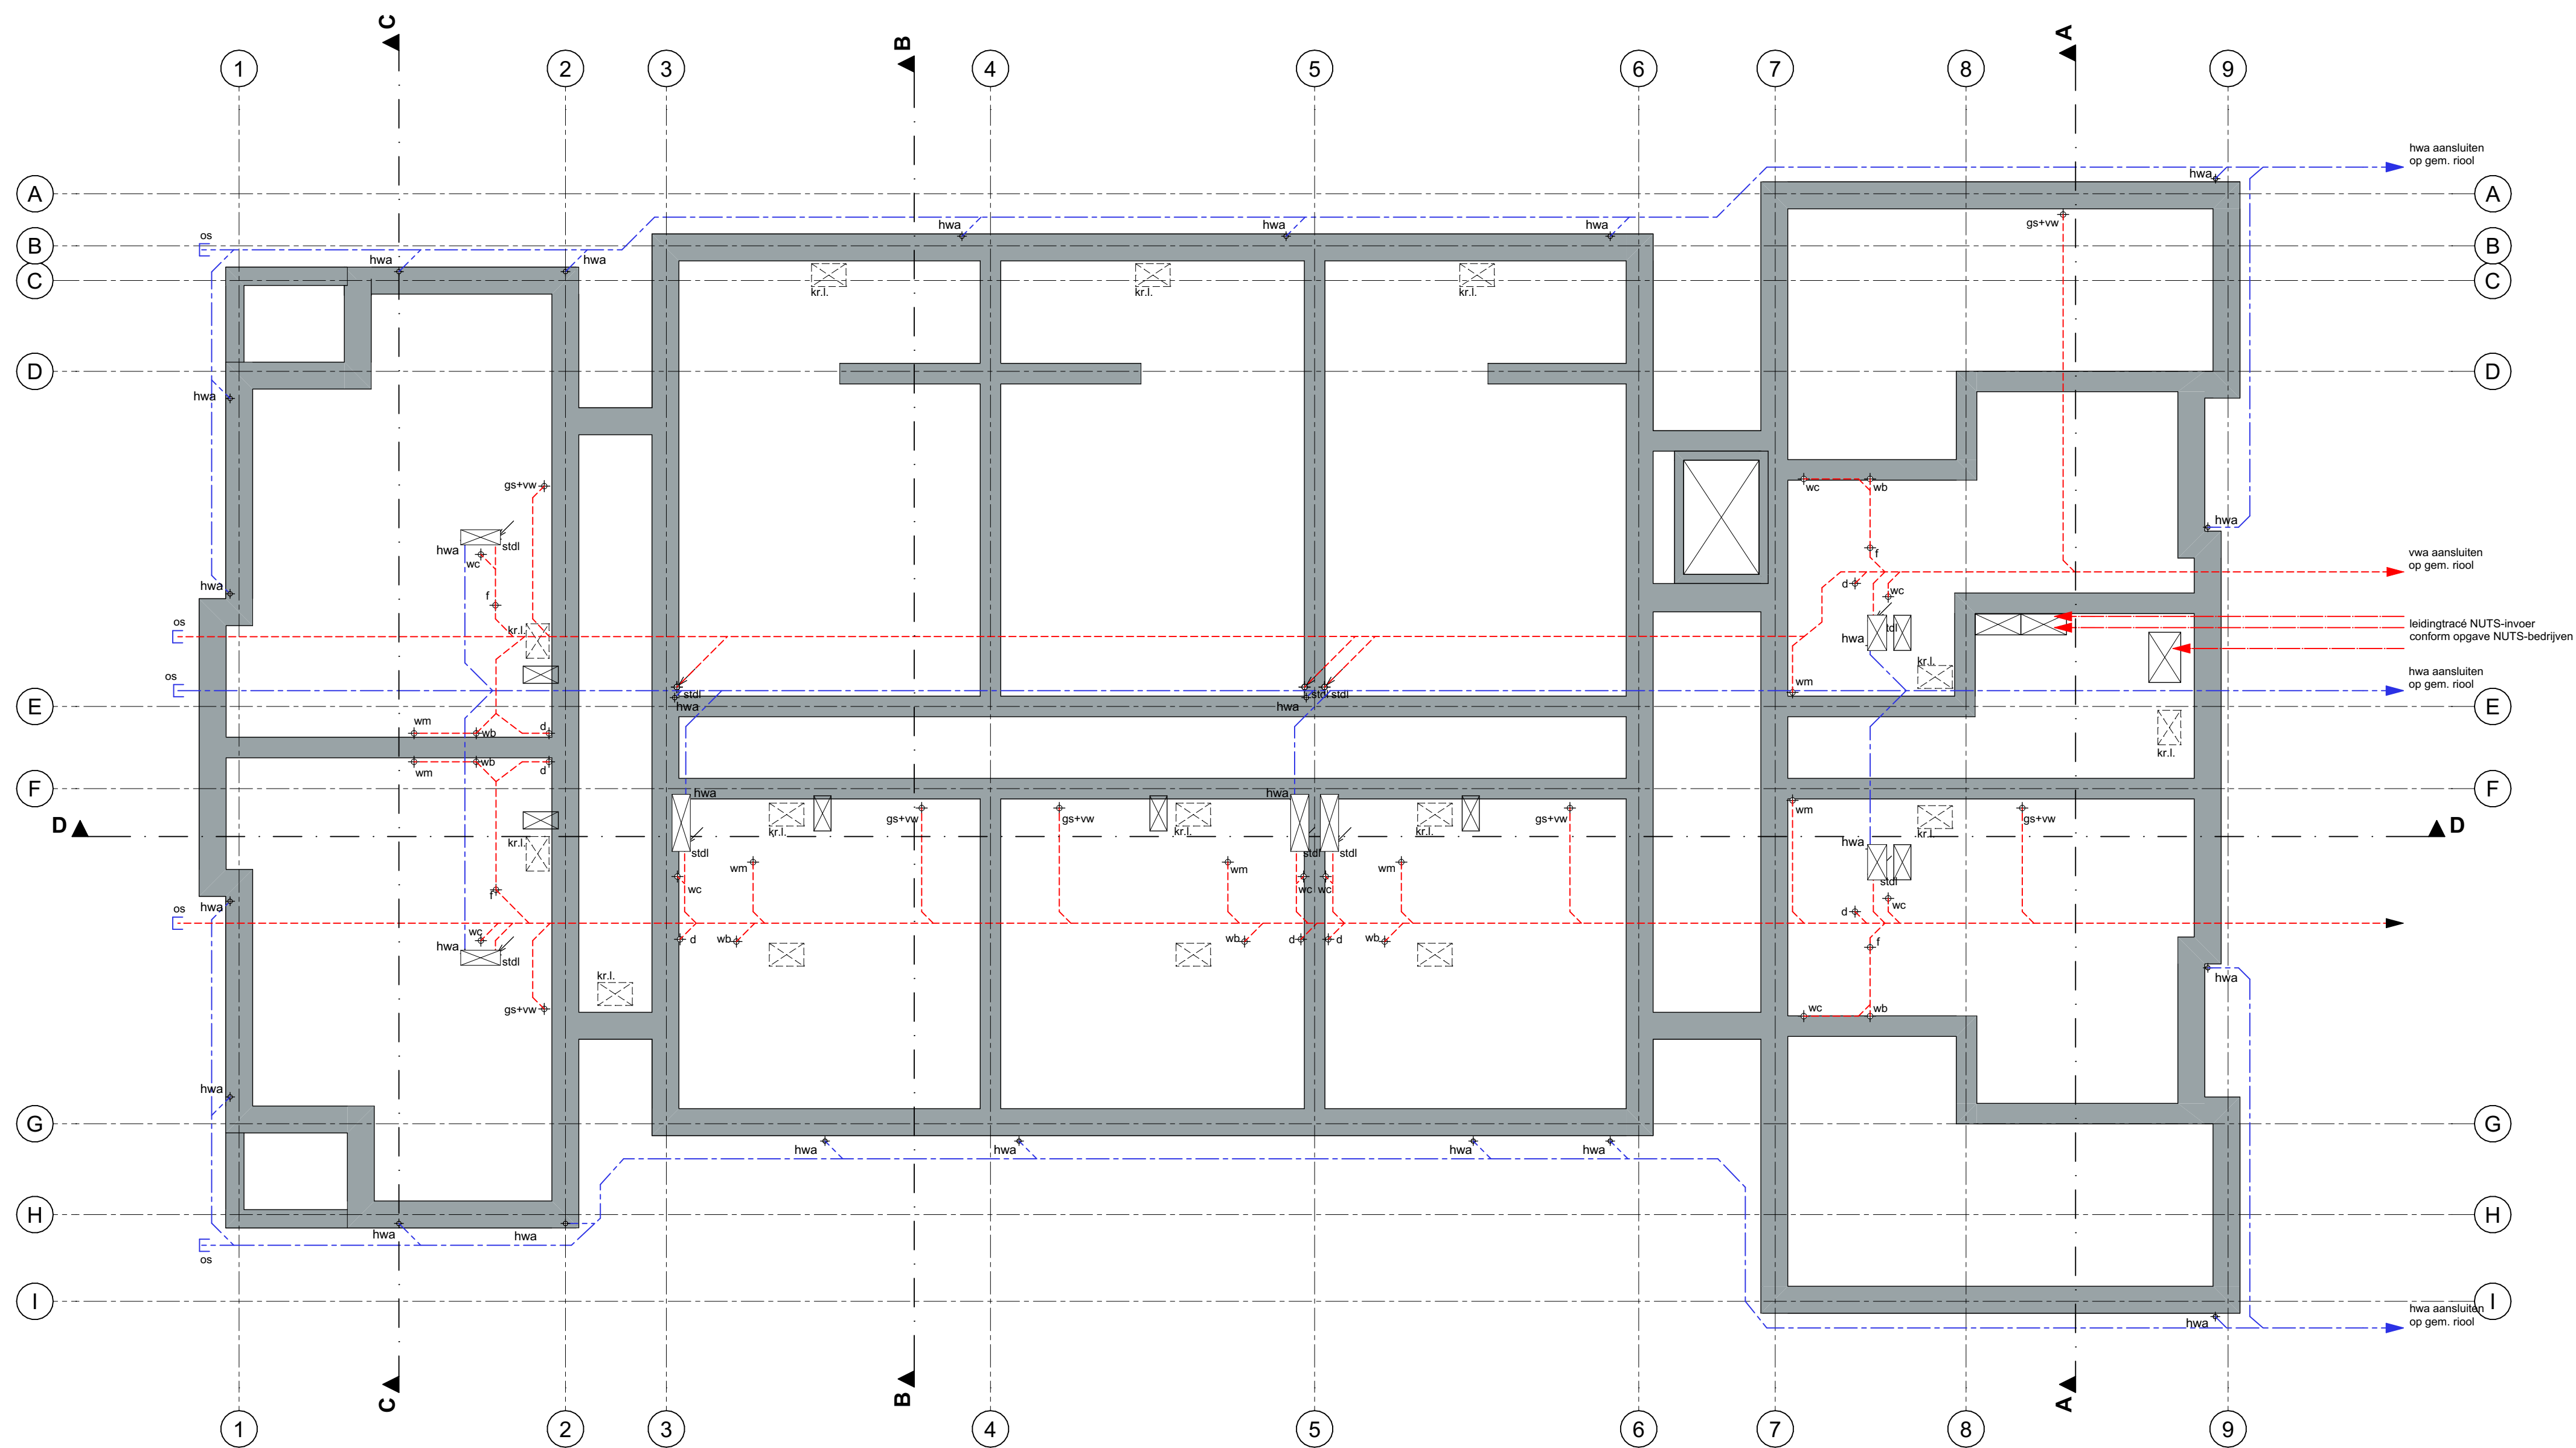 C
B
A
1 2 3 4 5 6 7 8 9
hwa aansluiten
op gem. riool
hwa
A A
gs+vw
hwa hwa hwa
os
B B
hwa hwa
C C
kr.l. kr.l. kr.l.
D D
hwa
gs+vw
wc wb
hwa
hwa stdl
wc
f
vwa aansluiten
op gem. riool
d
wc
hwa
f
os
kr.l.
stdl
hwa
leidingtracé NUTS-invoer
conform opgave NUTS-bedrijven
kr.l.
hwa aansluiten
op gem. riool
os
wm
stdl stdl stdl
hwa hwa
E E
wm wb d
kr.l.
wm wb d
F F
hwa hwa
wm
D D
kr.l. gs+vw gs+vw kr.l. kr.l. gs+vw kr.l. gs+vw
kr.l.
hwa
stdl stdl stdl
wm wm wm
stdl
wc wc wc
f
wc
hwa
os
d
wc
d wb wb d d wb
f
hwa
stdl
hwa
kr.l.
gs+vw
wc wb
hwa
G G
hwa hwa hwa hwa
H H
hwa hwa
os
I I
hwa aansluiten
op gem. riool
hwa
C
B
A
1 2 3 4 5 6 7 8 9